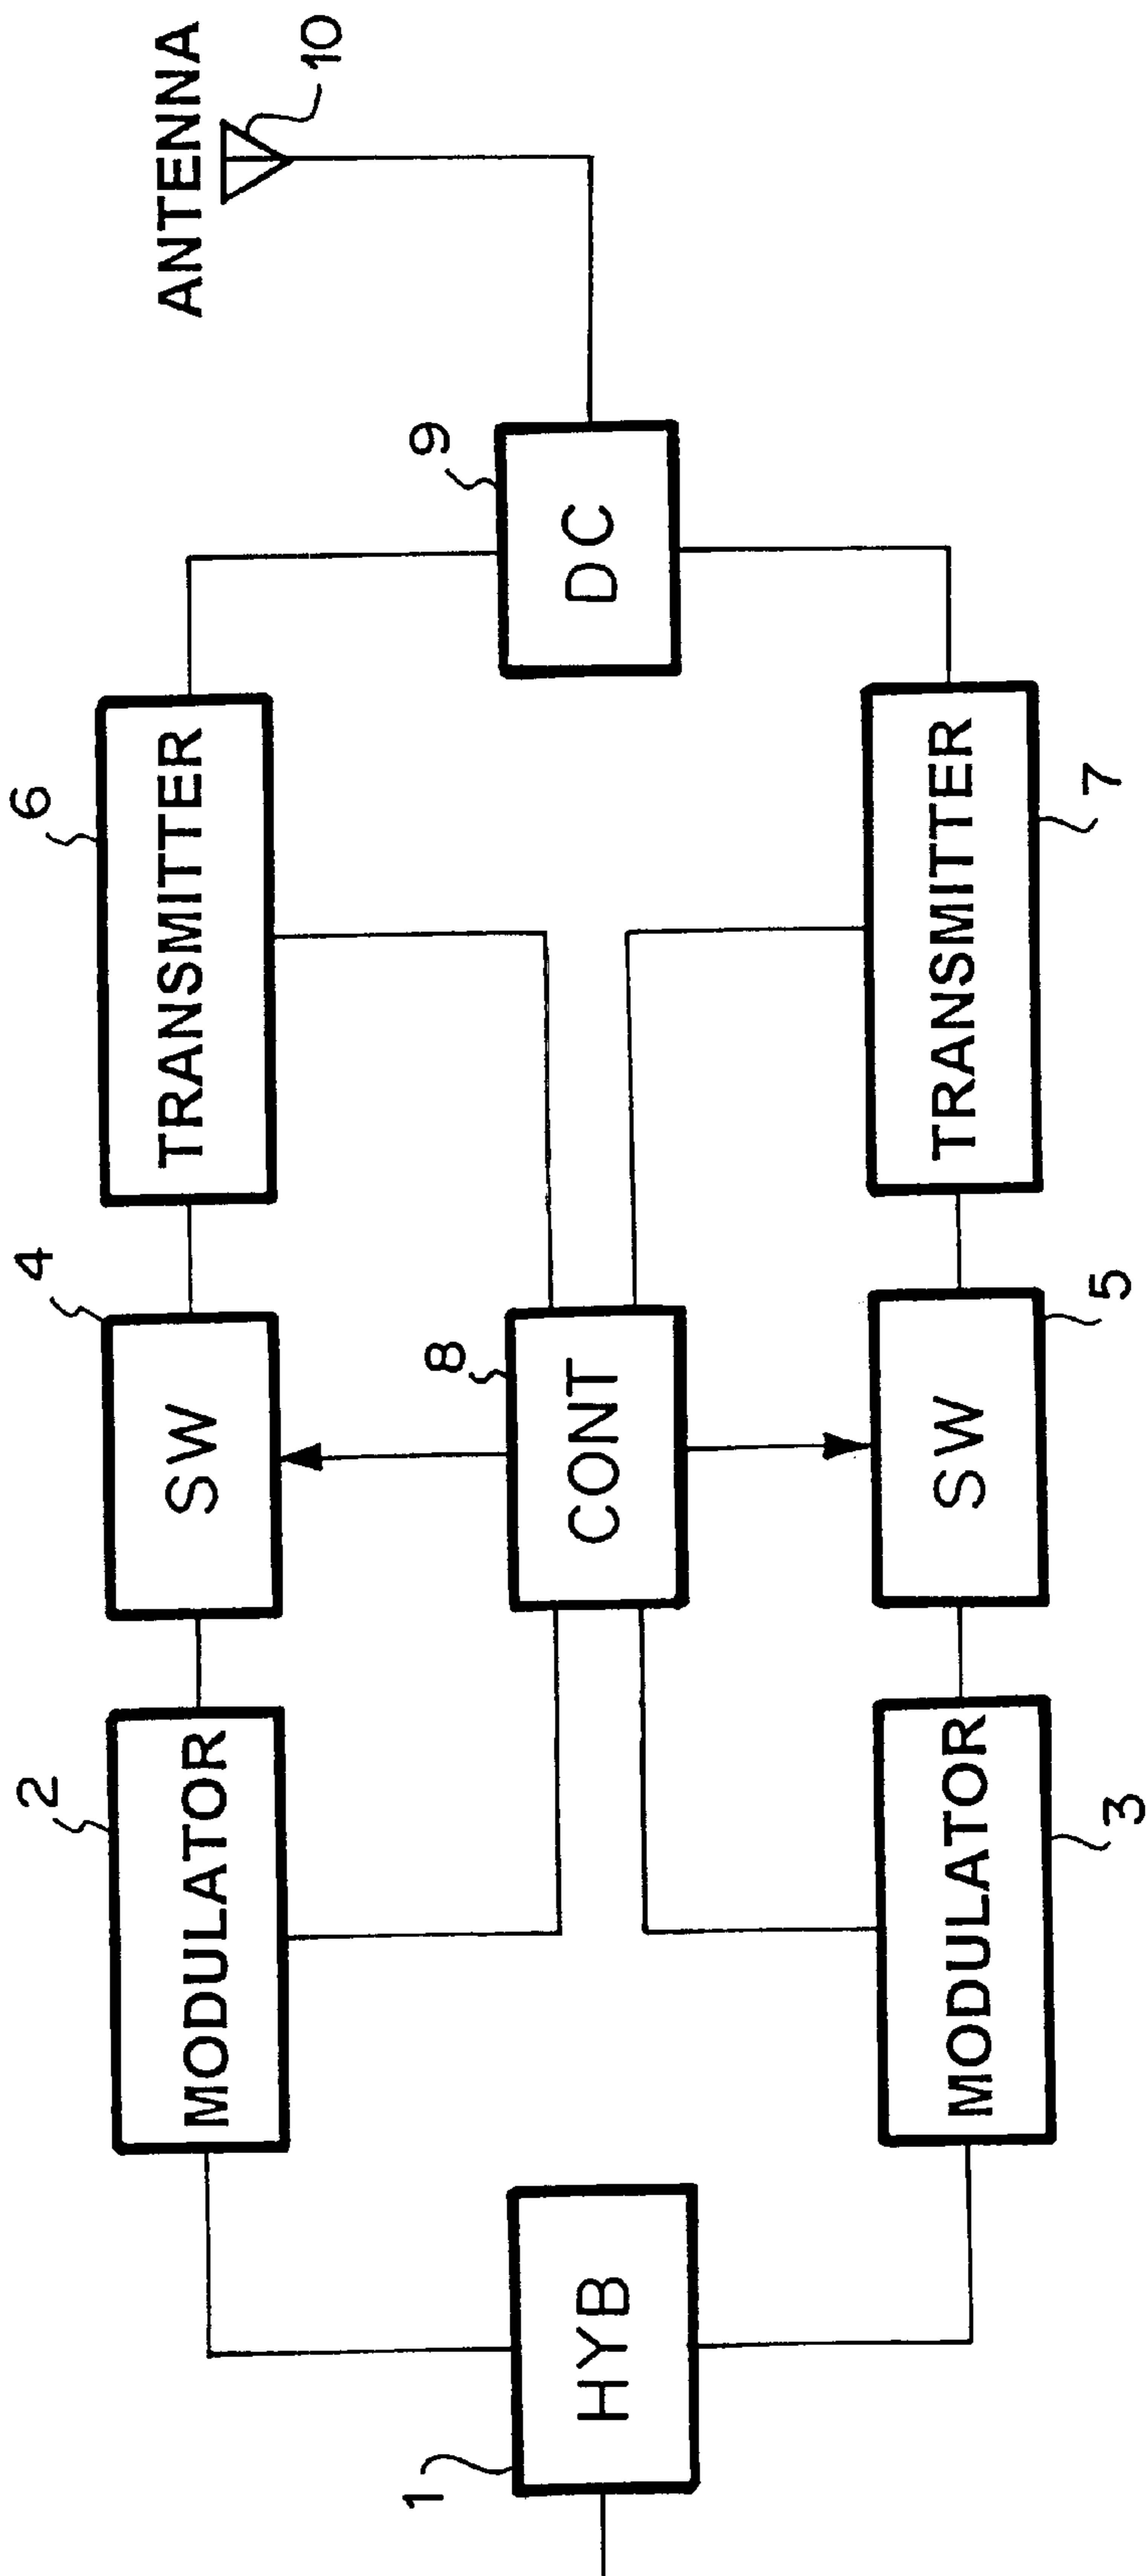 ANTENNA
10
6
TRANSMITTER
4
SW
2
MODULATOR
9
DC
8
CONT
1
HYB
7
TRANSMITTER
5
SW
3
MODULATOR